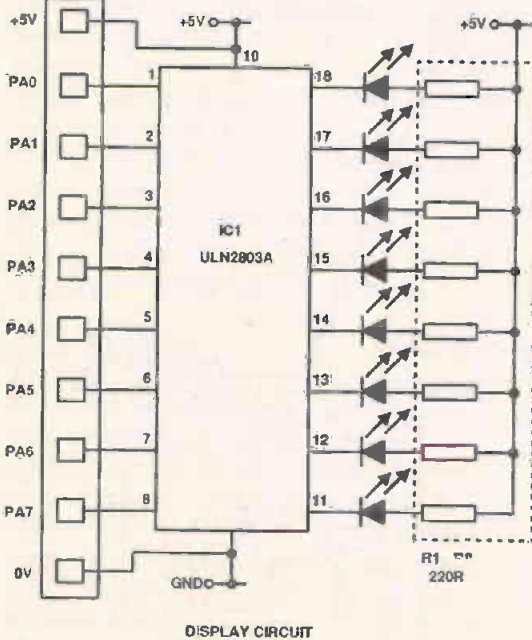 +5V
PA0
PA1
PA2
PA3
PA4
PA5
PA6
PA7
0V
+5V
10
1
2
3
4
5
6
7
8
IC1
ULN2803A
GND
18
17
16
15
14
13
12
11
+5V
R1
220R
DISPLAY CIRCUIT